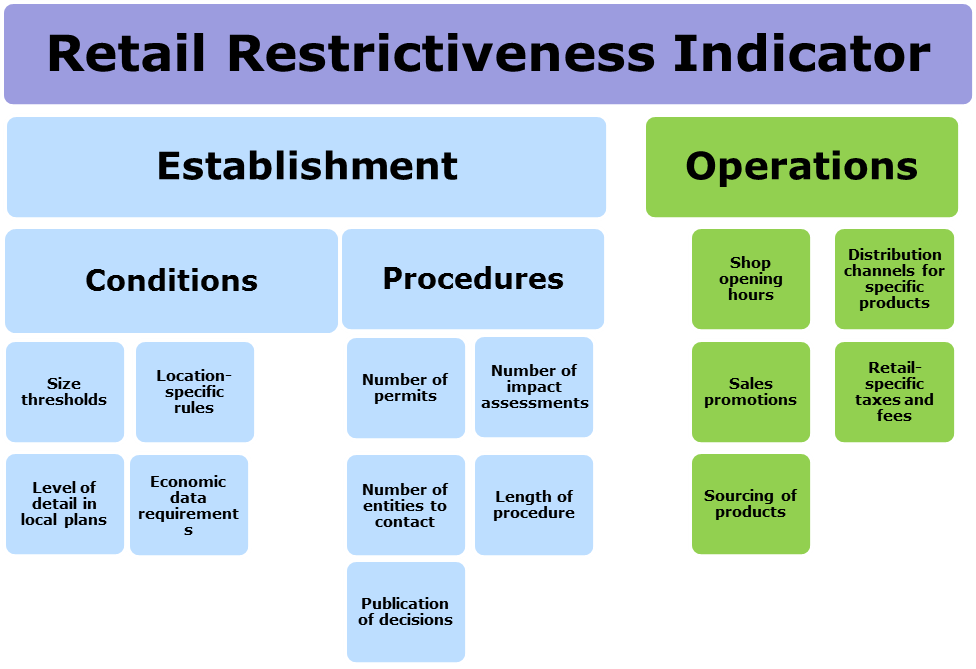 Retail Restrictiveness Indicator
Establishment
Operations
Conditions
Procedures
Size
thresholds
Location-
specific
rules
Level of
detail in
local plans
Economic
data
requirement
s
Number of
permits
Number of
impact
assessments
Number of
entities to
contact
Length of
procedure
Publication
of decisions
Shop
opening
hours
Distribution
channels for
specific
products
Sales
promotions
Retail-
specific
taxes and
fees
Sourcing of
products